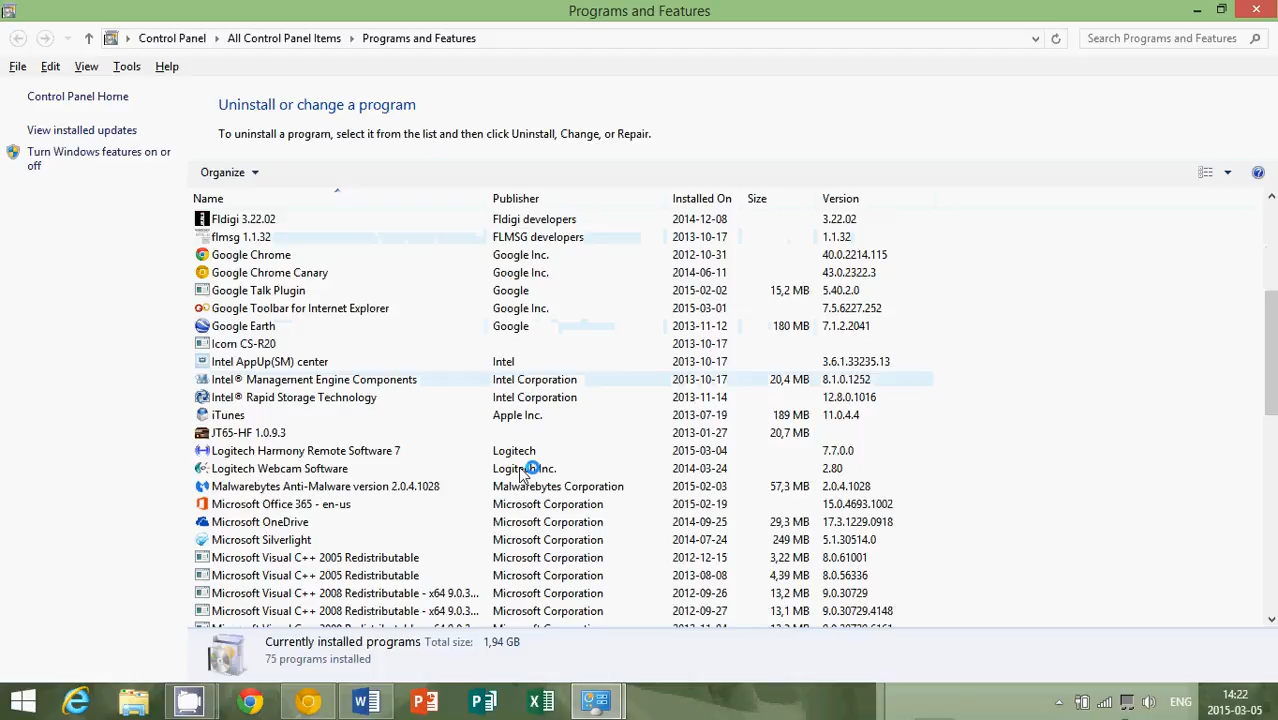 Programs and Features
Control Panel All Control Panel Items Programs and Features Search Programs and Features
File Edit View Tools Help
Control Panel Home
View installed updates
Turn Windows features on or
off
Uninstall or change a program
To uninstall a program, select it from the list and then click Uninstall, Change, or Repair.
Organize
Name Publisher Installed On Size Version
Fldigi 3.22.02 Fldigi developers 2014-12-08 3.22.02
flmsg 1.1.32 FLMSG developers 2013-10-17 1.1.32
Google Chrome Google Inc. 2012-10-31 40.0.2214.115
Google Chrome Canary Google Inc. 2014-06-11 43.0.2322.3
Google Talk Plugin Google 2015-02-02 15,2 MB 5.40.2.0
Google Toolbar for Internet Explorer Google Inc. 2015-03-01 7.5.6227.252
Google Earth Google 2013-11-12 180 MB 7.1.2.2041
Icom CS-R20 2013-10-17
Intel AppUp(SM) center Intel 2013-10-17 3.6.1.33235.13
Intel® Management Engine Components Intel Corporation 2013-10-17 20,4 MB 8.1.0.1252
Intel® Rapid Storage Technology Intel Corporation 2013-11-14 12.8.0.1016
iTunes Apple Inc. 2013-07-19 189 MB 11.0.4.4
JT65-HF 1.0.9.3 2013-01-27 20,7 MB
Logitech Harmony Remote Software 7 Logitech 2015-03-04 7.7.0.0
Logitech Webcam Software Logitech Inc. 2014-03-24 2.80
Malwarebytes Anti-Malware version 2.0.4.1028 Malwarebytes Corporation 2015-02-03 57,3 MB 2.0.4.1028
Microsoft Office 365 - en-us Microsoft Corporation 2015-02-19 15.0.4693.1002
Microsoft OneDrive Microsoft Corporation 2014-09-25 29,3 MB 17.3.1229.0918
Microsoft Silverlight Microsoft Corporation 2014-07-26 249 MB 5.1.30514.0
Microsoft Visual C++ 2005 Redistributable Microsoft Corporation 2012-12-15 3,22 MB 8.0.61001
Microsoft Visual C++ 2005 Redistributable Microsoft Corporation 2013-08-08 4,39 MB 8.0.56336
Microsoft Visual C++ 2008 Redistributable - x64 9.0.3... Microsoft Corporation 2012-09-26 13,2 MB 9.0.30729
Microsoft Visual C++ 2008 Redistributable - x64 9.0.3... Microsoft Corporation 2012-09-27 13,1 MB 9.0.30729.4148
Currently installed programs Total size: 1,94 GB
75 programs installed
ENG 14:22
2015-03-05